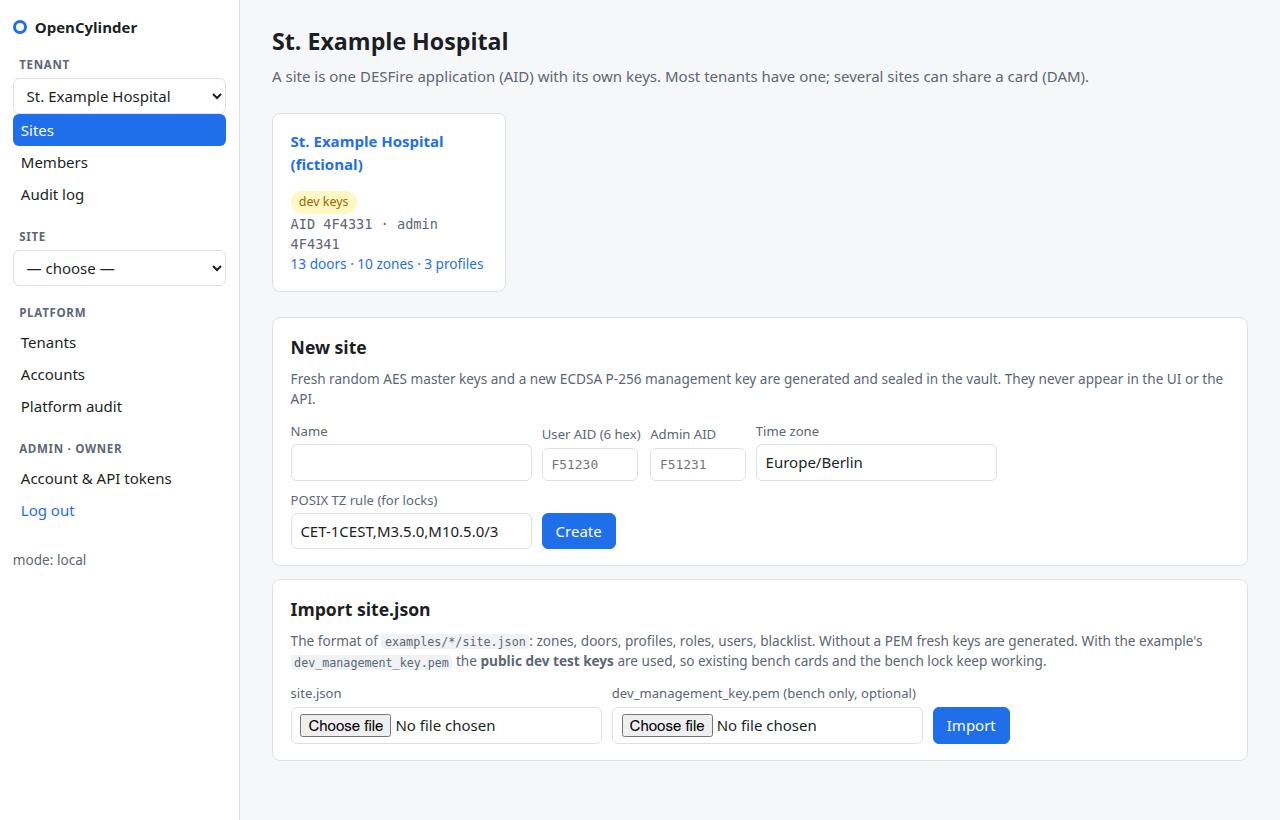 OpenCylinder
TENANT
St. Example Hospital
Sites
Members
Audit log
SITE
— choose —
PLATFORM
Tenants
Accounts
Platform audit
ADMIN · OWNER
Account & API tokens
Log out
mode: local
St. Example Hospital
A site is one DESFire application (AID) with its own keys. Most tenants have one; several sites can share a card (DAM).
St. Example Hospital
(fictional)
dev keys
AID 4F4331 · admin
4F4341
13 doors · 10 zones · 3 profiles
New site
Fresh random AES master keys and a new ECDSA P-256 management key are generated and sealed in the vault. They never appear in the UI or the
API.
Name
User AID (6 hex)
Admin AID
Time zone
F51230
F51231
Europe/Berlin
POSIX TZ rule (for locks)
CET-1CEST,M3.5.0,M10.5.0/3
Create
Import site.json
The format of examples/*/site.json: zones, doors, profiles, roles, users, blacklist. Without a PEM fresh keys are generated. With the example's
dev_management_key.pem the public dev test keys are used, so existing bench cards and the bench lock keep working.
site.json
dev_management_key.pem (bench only, optional)
Choose file No file chosen
Choose file No file chosen
Import